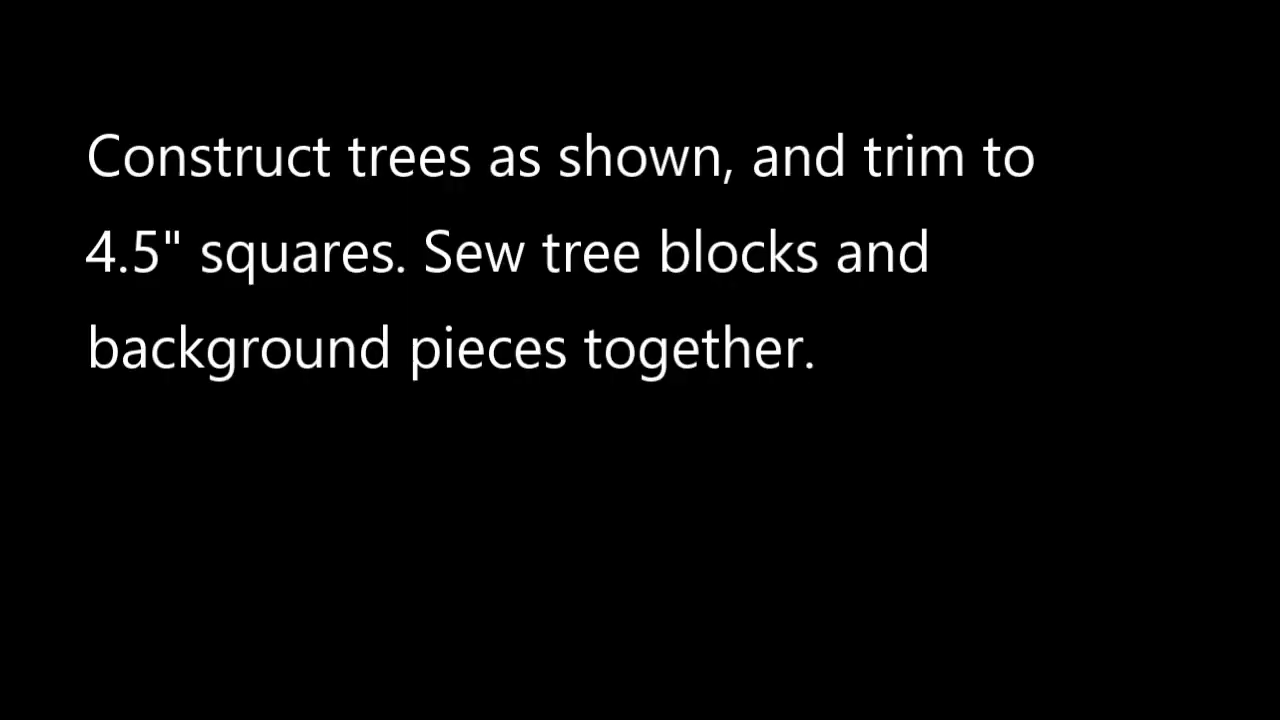 Construct trees as shown, and trim to
4.5" squares. Sew tree blocks and
background pieces together.